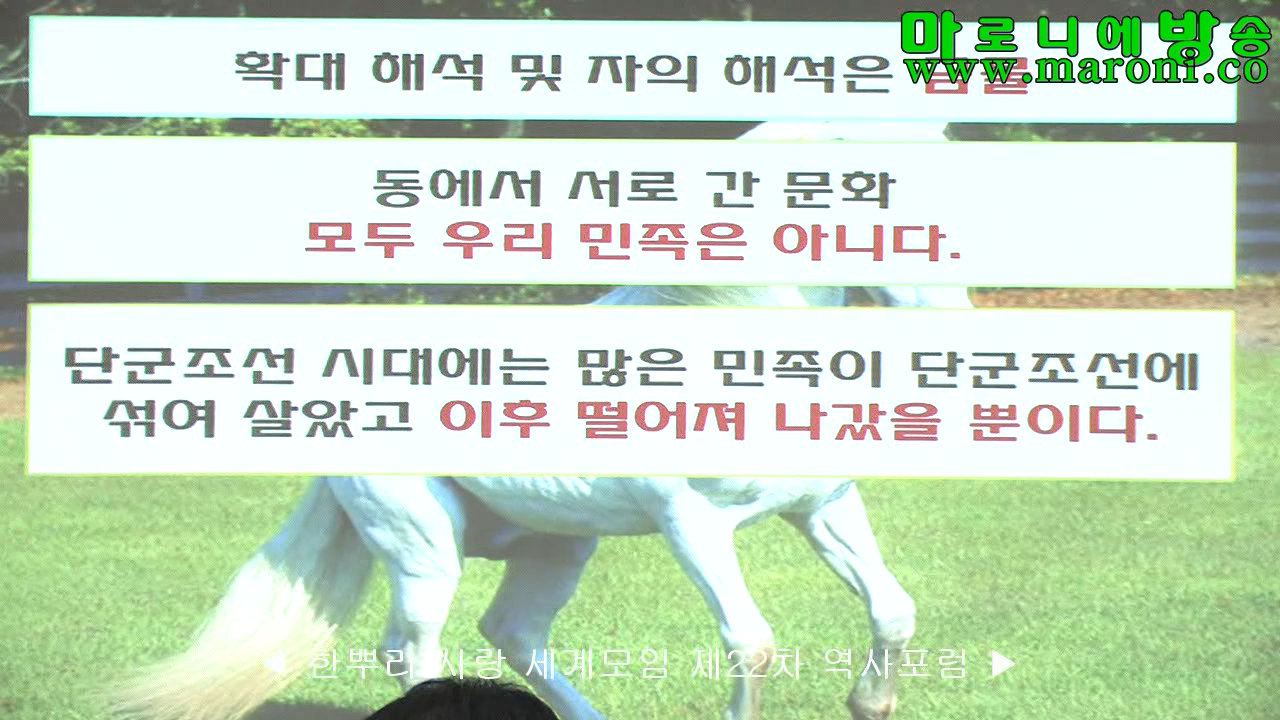 마로니에방송
www.maroni.co
확대 해석 및 자의 해석은
동에서 서로 간 문화
모두 우리 민족은 아니다.
단군조선 시대에는 많은 민족이 단군조선에
섞여 살았고 이후 떨어져 나갔을 뿐이다.
◀ 한뿌리사랑 세계모임 제22차 역사포럼 ▶